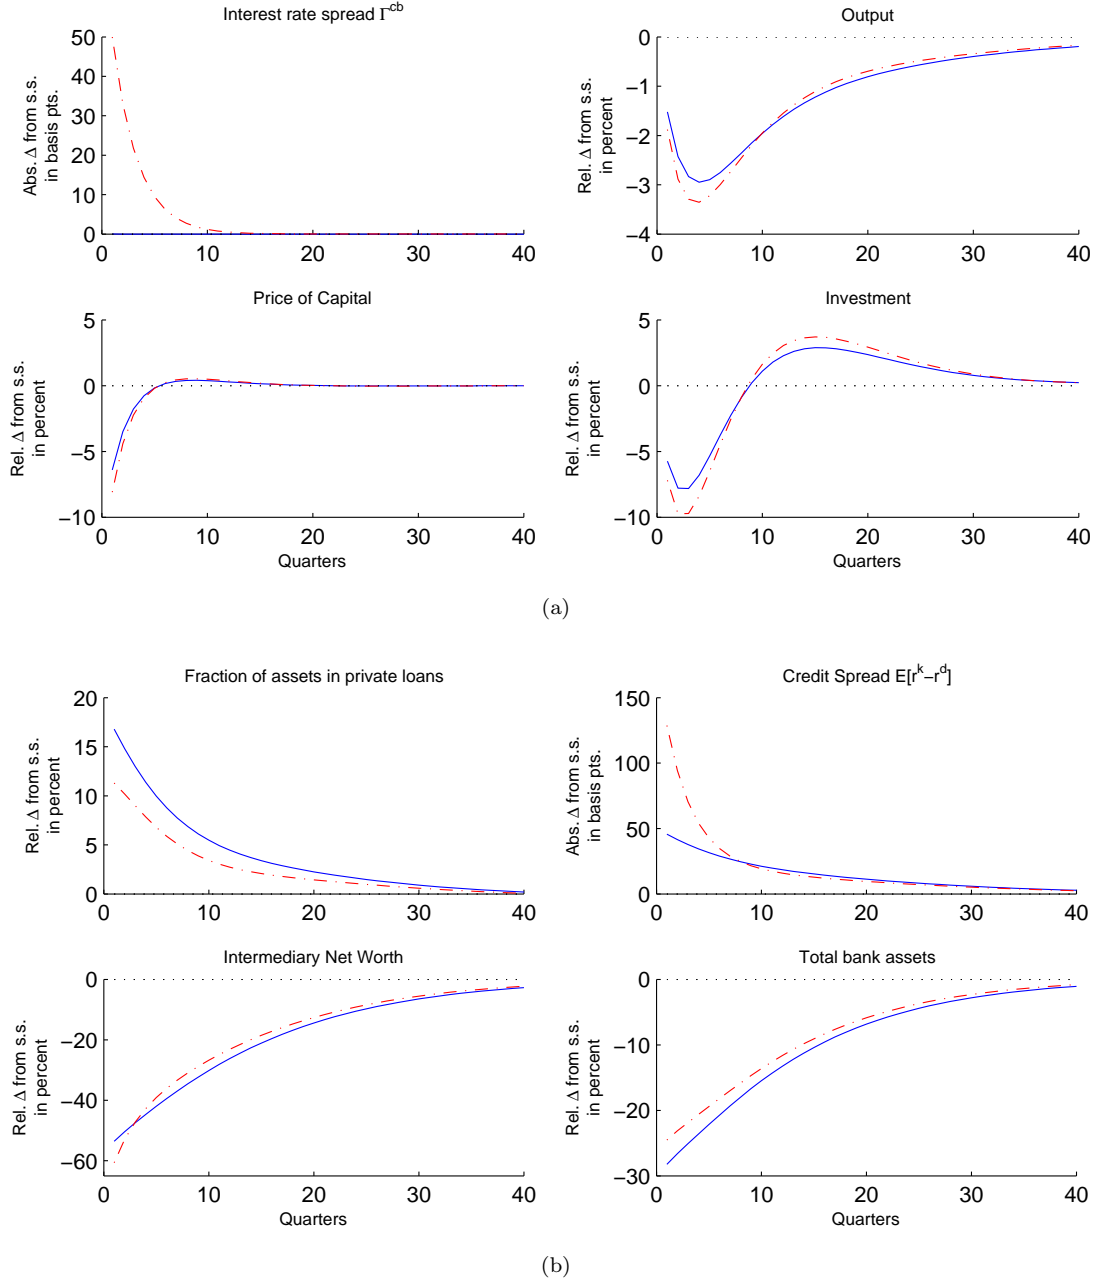 Interest rate spread Γ^cb
Abs. Δ from s.s.
in basis pts.
50
40
30
20
10
0
0
10
20
30
40
Output
Rel. Δ from s.s.
in percent
0
−1
−2
−3
−4
0
10
20
30
40
Price of Capital
Rel. Δ from s.s.
in percent
5
0
−5
−10
0
10
20
30
40
Quarters
Investment
Rel. Δ from s.s.
in percent
5
0
−5
−10
0
10
20
30
40
Quarters
(a)
Fraction of assets in private loans
Rel. Δ from s.s.
in percent
20
15
10
5
0
0
10
20
30
40
Credit Spread E[r^k−r^d]
Abs. Δ from s.s.
in basis pts.
150
100
50
0
0
10
20
30
40
Intermediary Net Worth
Rel. Δ from s.s.
in percent
0
−20
−40
−60
0
10
20
30
40
Quarters
Total bank assets
Rel. Δ from s.s.
in percent
0
−10
−20
−30
0
10
20
30
40
Quarters
(b)